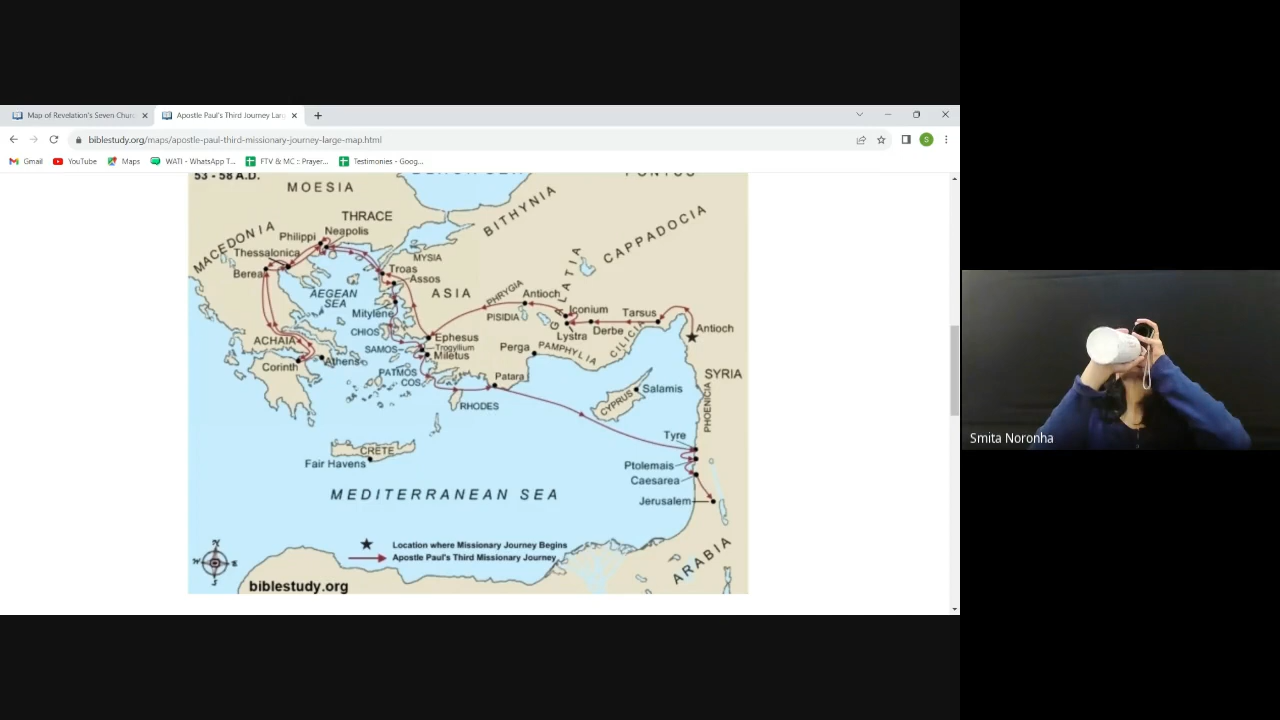 Map of Revelation's Seven Churc
Apostle Paul's Third Journey Lar
biblestudy.org/maps/apostle-paul-third-missionary-journey-large-map.html
S
Gmail
YouTube
Maps
WATI - WhatsApp T...
FTV & MC :: Prayer...
Testimonies - Goog...
53 - 58 A.D.
BLACK SEA
PONTUS
MOESIA
BITHYNIA
CAPPADOCIA
THRACE
MACEDONIA
Neapolis
Philippi
Thessalonica
Berea
MYSIA
Troas
Assos
AEGEAN
SEA
ASIA
PHRYGIA
Antioch
GALATIA
PISIDIA
Iconium
Tarsus
Mitylene
CHIOS
Ephesus
Lystra
Derbe
CILICIA
Antioch
ACHAIA
SAMOS
Trogyllium
Miletus
Perga
PAMPHYLIA
Corinth
Athens
PATMOS
COS
Patara
SYRIA
RHODES
CYPRUS
Salamis
PHOENICIA
Tyre
CRETE
Fair Havens
Ptolemais
Caesarea
MEDITERRANEAN SEA
Jerusalem
N
W
E
S
Location where Missionary Journey Begins
Apostle Paul's Third Missionary Journey
ARABIA
biblestudy.org
Smita Noronha